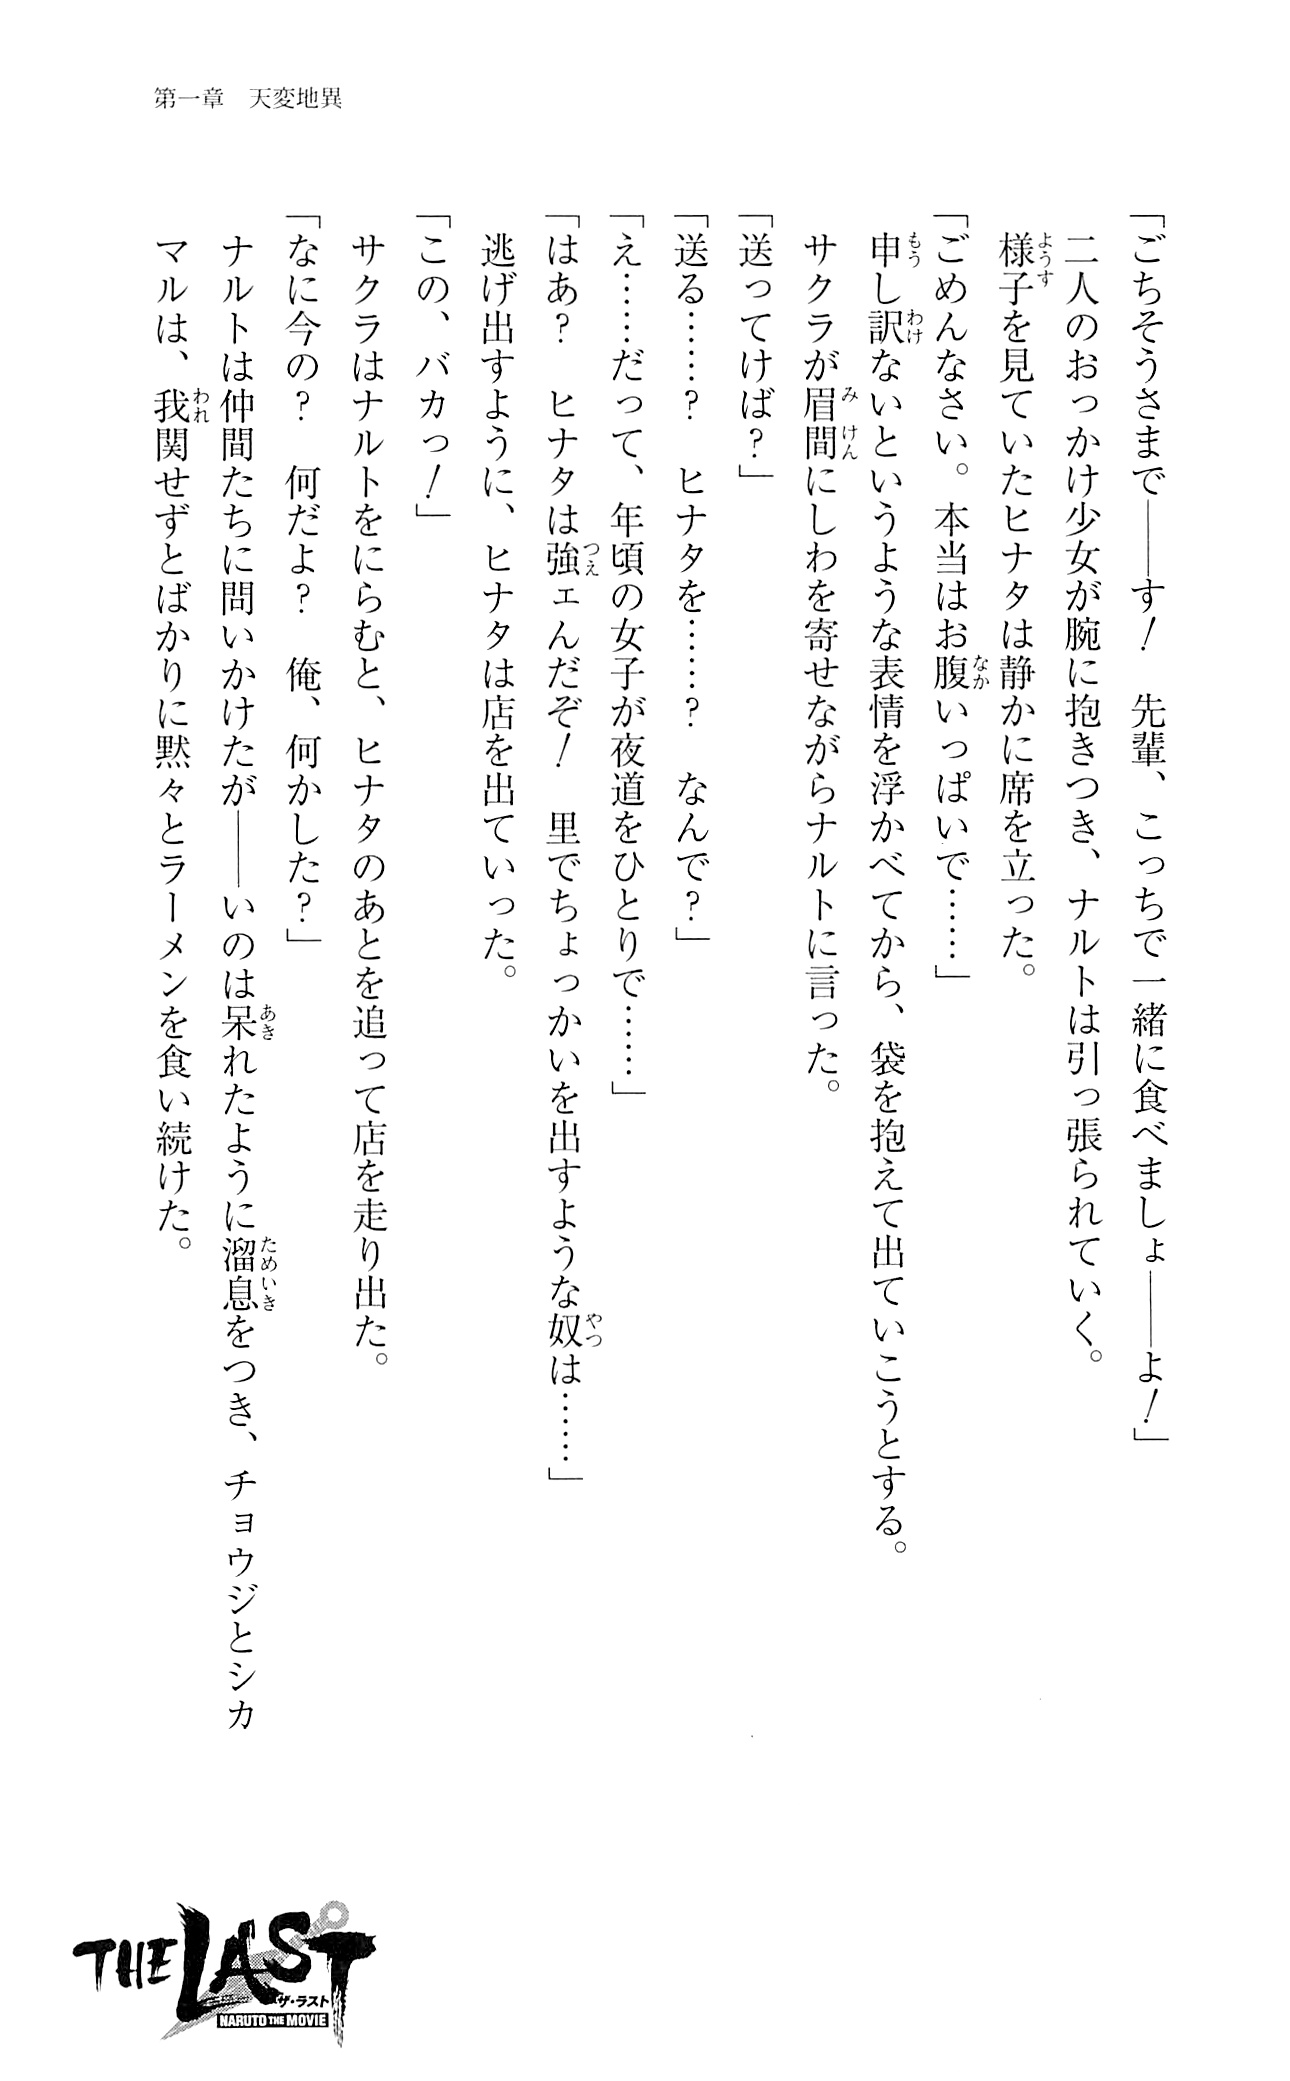 第一章　天変地異
「ごちそうさまで――す！　先輩、こっちで一緒に食べましょ――よ！」
二人のおっかけ少女が腕に抱きつき、ナルトは引っ張られていく。
様子を見ていたヒナタは静かに席を立った。
「ごめんなさい。本当はお腹いっぱいで……」
申し訳ないというような表情を浮かべてから、袋を抱えて出ていこうとする。
サクラが眉間にしわを寄せながらナルトに言った。
「送ってけば？」
「送る……？　ヒナタを……？　なんで？」
「え……だって、年頃の女子が夜道をひとりで……」
「はあ？　ヒナタは強ェんだぞ！　里でちょっかいを出すような奴は……」
逃げ出すように、ヒナタは店を出ていった。
「この、バカっ！」
サクラはナルトをにらむと、ヒナタのあとを追って店を走り出た。
「なに今の？　何だよ？　俺、何かした？」
ナルトは仲間たちに問いかけたが――いのは呆れたように溜息をつき、チョウジとシカ
マルは、我関せずとばかりに黙々とラーメンを食い続けた。
THE LAST
ザ・ラスト
NARUTO THE MOVIE